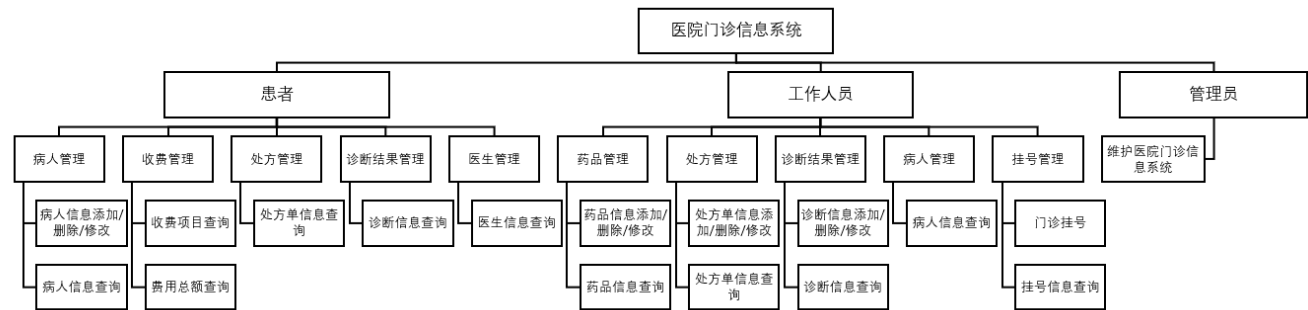 医院门诊信息系统
患者
工作人员
管理员
病人管理
收费管理
处方管理
诊断结果管理
医生管理
药品管理
处方管理
诊断结果管理
病人管理
挂号管理
维护医院门诊信
息系统
病人信息添加/
删除/修改
收费项目查询
处方单信息查
询
诊断信息查询
医生信息查询
药品信息添加/
删除/修改
处方单信息添
加/删除/修改
诊断信息添加/
删除/修改
病人信息查询
门诊挂号
病人信息查询
费用总额查询
药品信息查询
处方单信息查
询
诊断信息查询
挂号信息查询